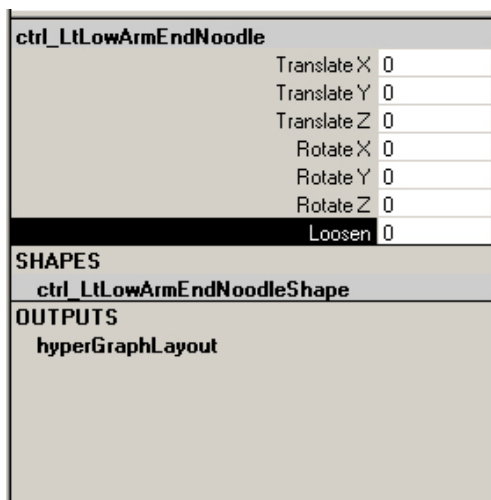 ctrl_LtLowArmEndNoodle
Translate X 0
Translate Y 0
Translate Z 0
Rotate X 0
Rotate Y 0
Rotate Z 0
Loosen 0
SHAPES
ctrl_LtLowArmEndNoodleShape
OUTPUTS
hyperGraphLayout